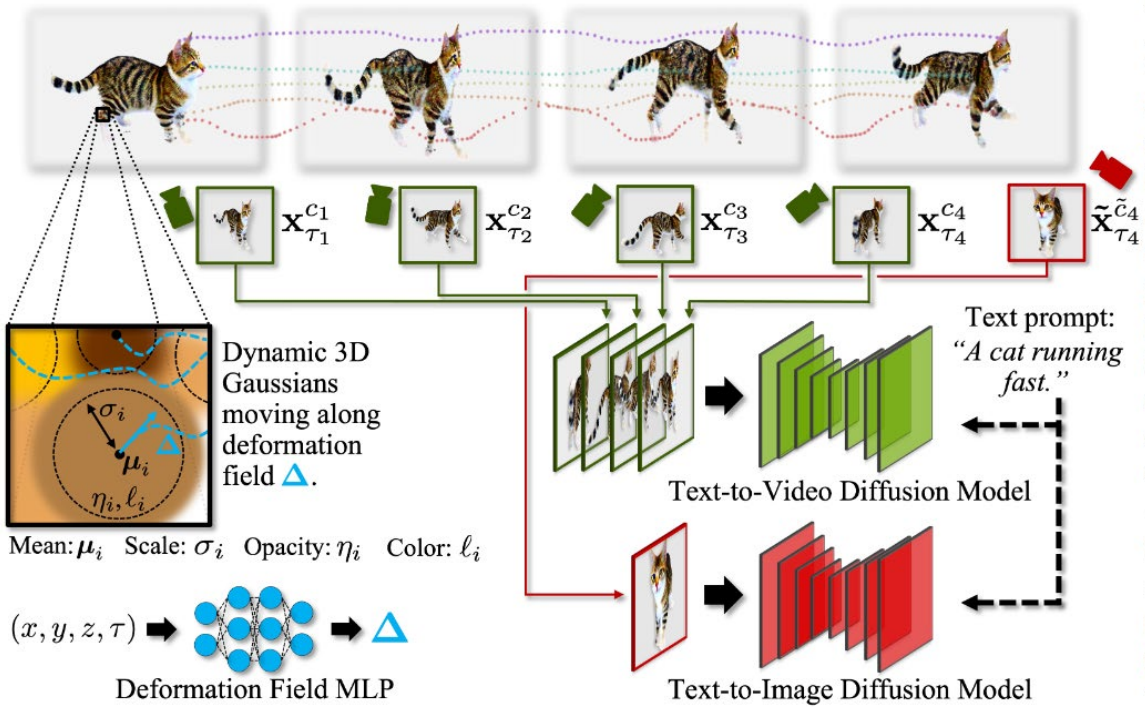 x^{c_1}_{τ_1}
x^{c_2}_{τ_2}
x^{c_3}_{τ_3}
x^{c_4}_{τ_4}
x̃^{c̃_4}_{τ_4}
Dynamic 3D
Gaussians
moving along
deformation
field Δ.
σ_i
Δ
μ_i
η_i, ℓ_i
Mean: μ_i Scale: σ_i Opacity: η_i Color: ℓ_i
(x, y, z, τ)
Δ
Deformation Field MLP
Text prompt:
“A cat running
fast.”
Text-to-Video Diffusion Model
Text-to-Image Diffusion Model